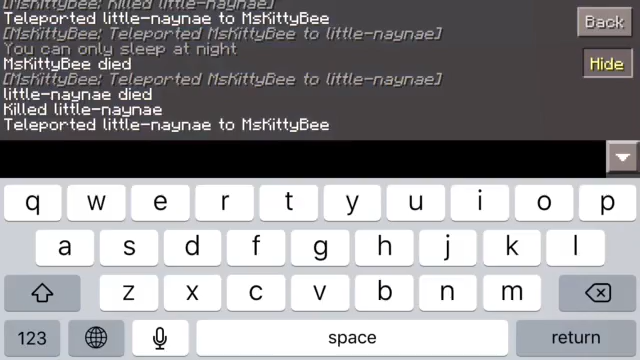 [MsKittyBee: Killed little-naynae]
Teleported little-naynae to MsKittyBee
[MsKittyBee: Teleported MsKittyBee to little-naynae]
You can only sleep at night
MsKittyBee died
[MsKittyBee: Teleported MsKittyBee to little-naynae]
little-naynae died
Killed little-naynae
Teleported little-naynae to MsKittyBee
Back
Hide
q w e r t y u i o p
a s d f g h j k l
z x c v b n m
123 space return